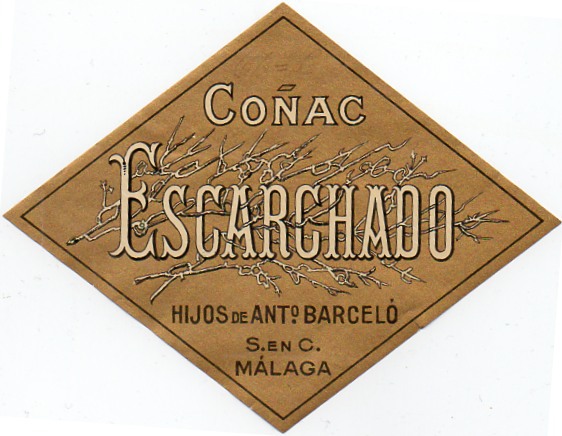 COÑAC
ESCARCHADO
HIJOS DE ANTº BARCELÓ
S. EN C.
MÁLAGA